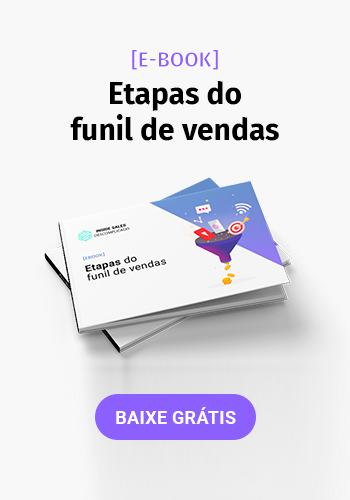 [E-BOOK]
Etapas do
funil de vendas
INSIDE SALES
DESCOMPLICADO
[EBOOK]
Etapas do
funil de vendas
BAIXE GRÁTIS